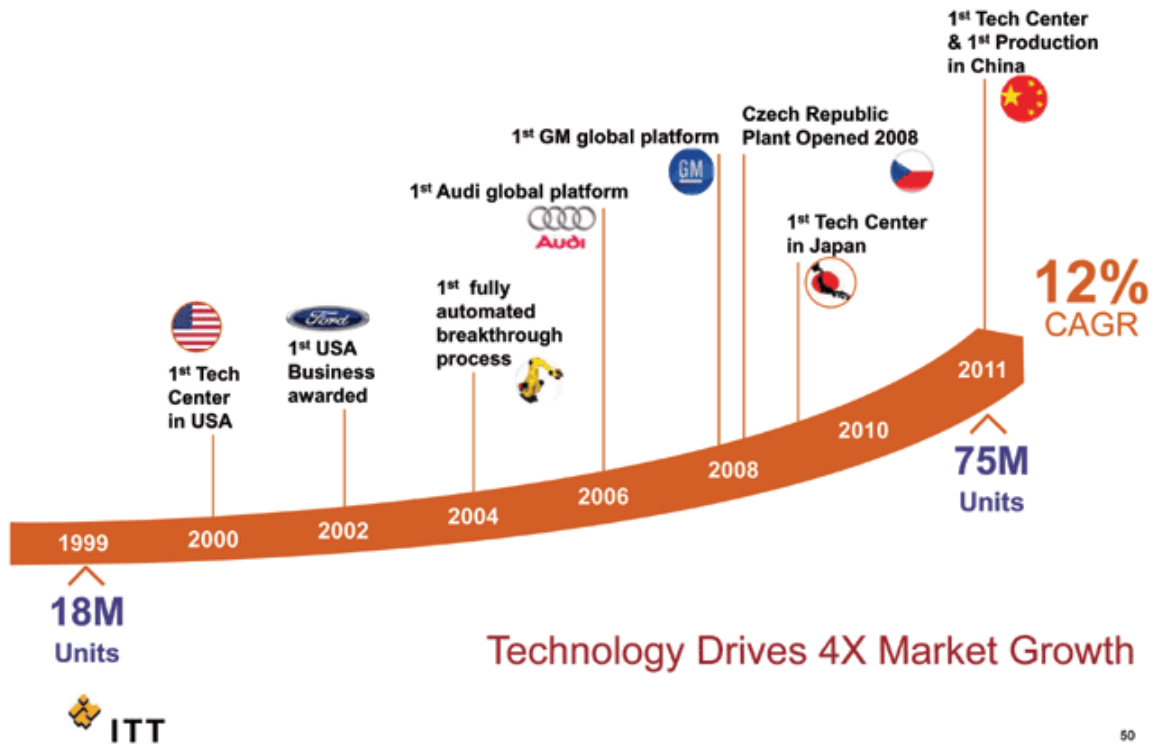 1st Tech Center
& 1st Production
in China
Czech Republic
Plant Opened 2008
1st GM global platform
GM
1st Audi global platform
Audi
1st Tech Center
in Japan
12%
CAGR
1st fully
automated
breakthrough
process
Ford
1st USA
Business
awarded
1st Tech
Center
in USA
1999
2000
2002
2004
2006
2008
2010
2011
75M
Units
18M
Units
Technology Drives 4X Market Growth
ITT
50